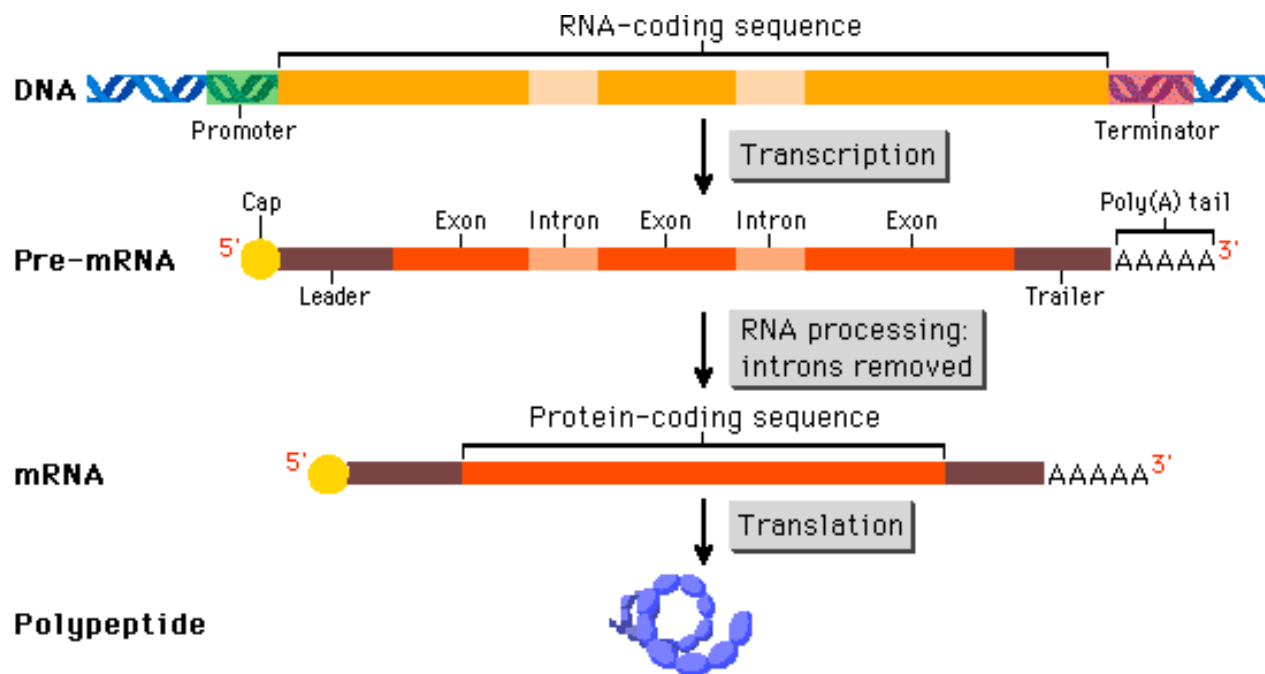 RNA-coding sequence
DNA
Promoter
Terminator
Transcription
Cap
Exon
Intron
Exon
Intron
Exon
Poly(A) tail
Pre-mRNA
5'
AAAAA
3'
Leader
Trailer
RNA processing:
introns removed
Protein-coding sequence
mRNA
5'
AAAAA
3'
Translation
Polypeptide